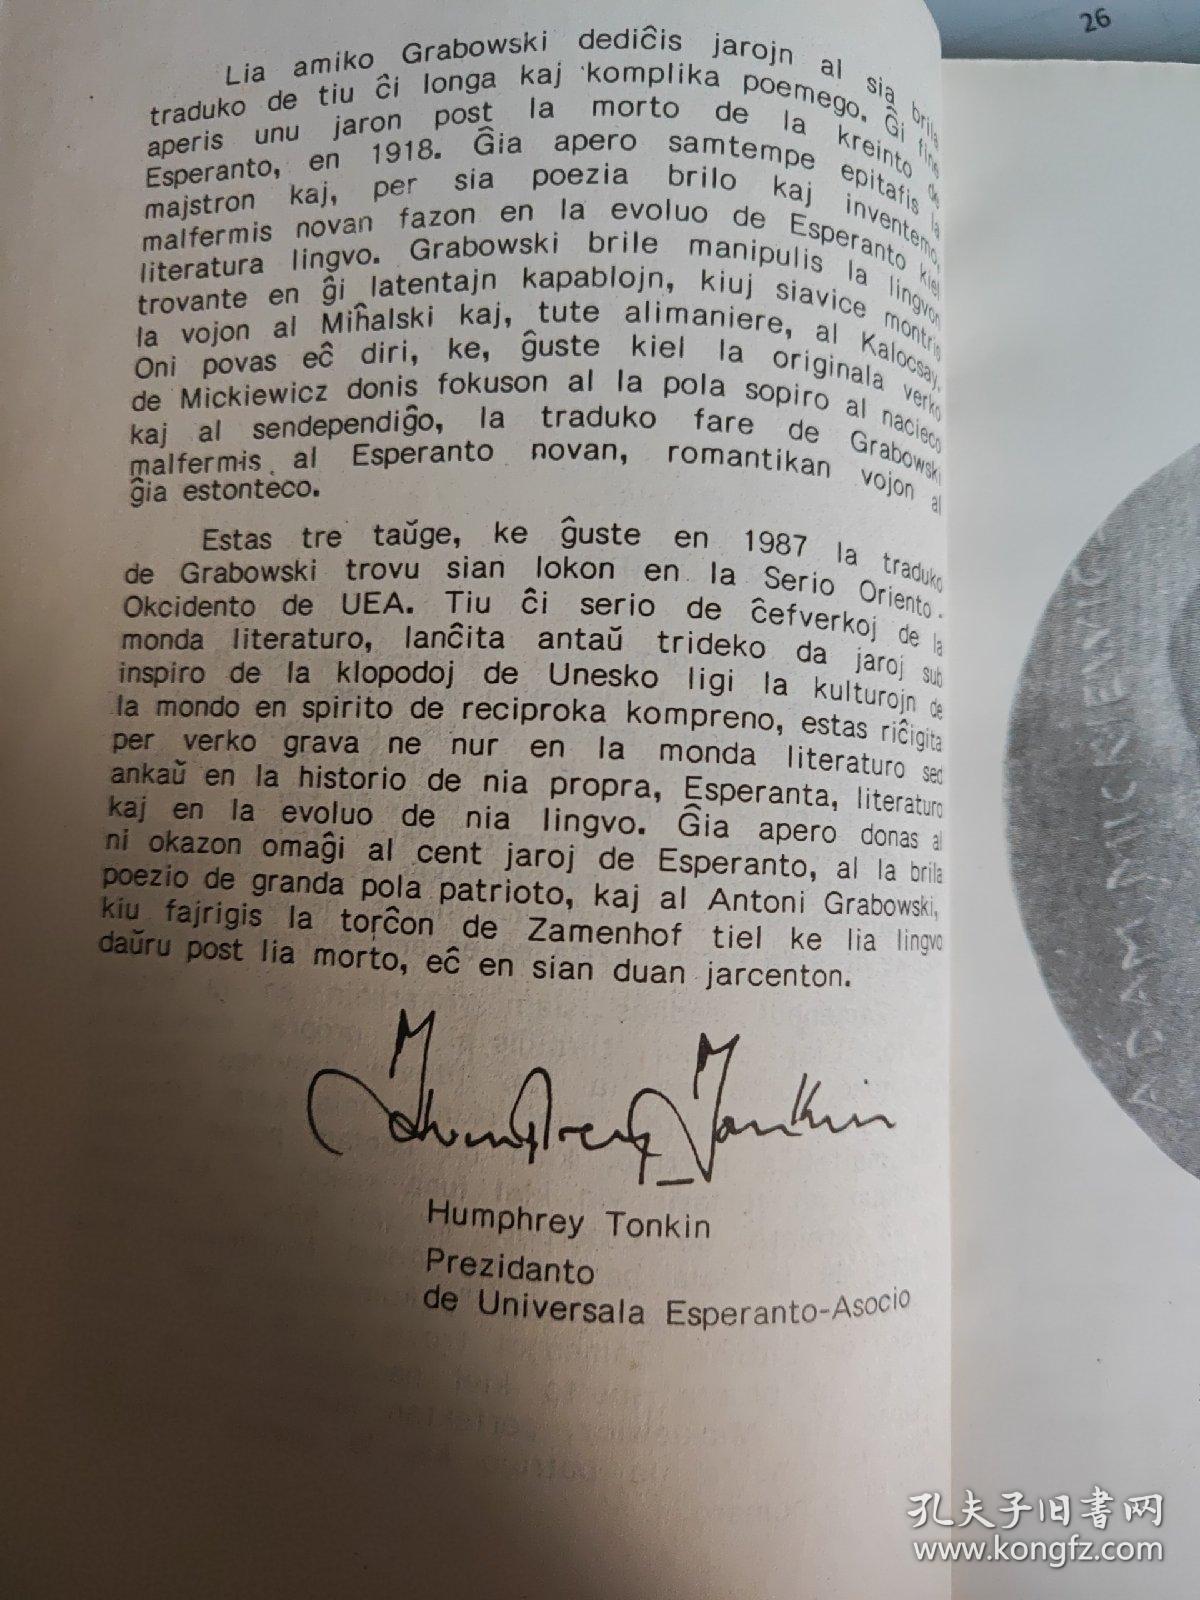 26
Lia amiko Grabowski dediĉis jarojn al sia brila
traduko de tiu ĉi longa kaj komplika poemego. Ĝi fine
aperis unu jaron post la morto de la kreinto de
Esperanto, en 1918. Ĝia apero samtempe epitafis la
majstron kaj, per sia poezia brilo kaj inventemo,
malfermis novan fazon en la evoluo de Esperanto kiel
literatura lingvo. Grabowski brile manipulis la lingvon
trovante en ĝi latentajn kapablojn, kiuj siavice montris
la vojon al Miĥalski kaj, tute alimaniere, al Kalocsay.
Oni povas eĉ diri, ke, ĝuste kiel la originala verko
de Mickiewicz donis fokuson al la pola sopiro al nacieco
kaj al sendependiĝo, la traduko fare de Grabowski
malfermis al Esperanto novan, romantikan vojon al
ĝia estonteco.
Estas tre taŭge, ke ĝuste en 1987 la traduko
de Grabowski trovu sian lokon en la Serio Oriento-
Okcidento de UEA. Tiu ĉi serio de ĉefverkoj de la
monda literaturo, lanĉita antaŭ trideko da jaroj sub
inspiro de la klopodoj de Unesko ligi la kulturojn de
la mondo en spirito de reciproka kompreno, estas riĉigita
per verko grava ne nur en la monda literaturo sed
ankaŭ en la historio de nia propra, Esperanta, literaturo
kaj en la evoluo de nia lingvo. Ĝia apero donas al
ni okazon omaĝi al cent jaroj de Esperanto, al la brila
poezio de granda pola patrioto, kaj al Antoni Grabowski,
kiu fajrigis la torĉon de Zamenhof tiel ke lia lingvo
daŭru post lia morto, eĉ en sian duan jarcenton.
Humphrey Tonkin
Humphrey Tonkin
Prezidanto
de Universala Esperanto-Asocio
ADAM MICKIEWICZ
孔夫子旧书网
www.kongfz.com